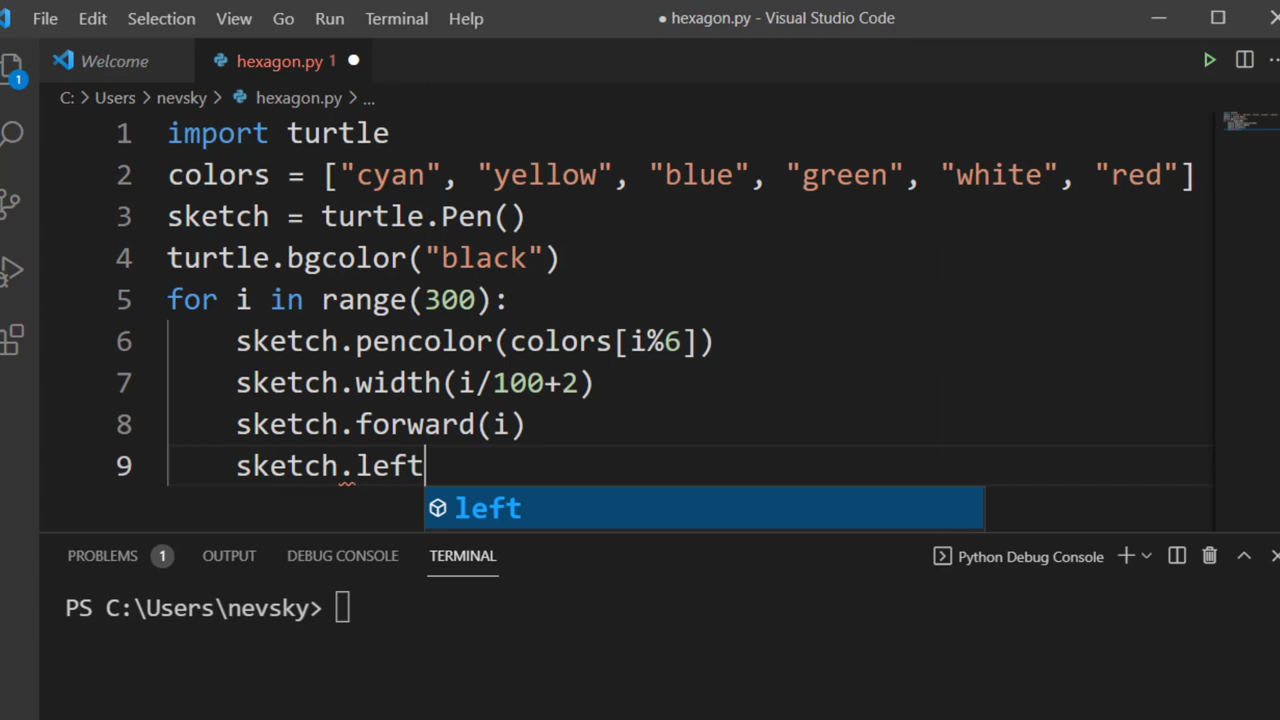 File Edit Selection View Go Run Terminal Help ● hexagon.py - Visual Studio Code
Welcome hexagon.py 1
1
C: > Users > nevsky > hexagon.py > ...
1 import turtle
2 colors = ["cyan", "yellow", "blue", "green", "white", "red"]
3 sketch = turtle.Pen()
4 turtle.bgcolor("black")
5 for i in range(300):
6 sketch.pencolor(colors[i%6])
7 sketch.width(i/100+2)
8 sketch.forward(i)
9 sketch.left
left
PROBLEMS 1 OUTPUT DEBUG CONSOLE TERMINAL Python Debug Console
PS C:\Users\nevsky>